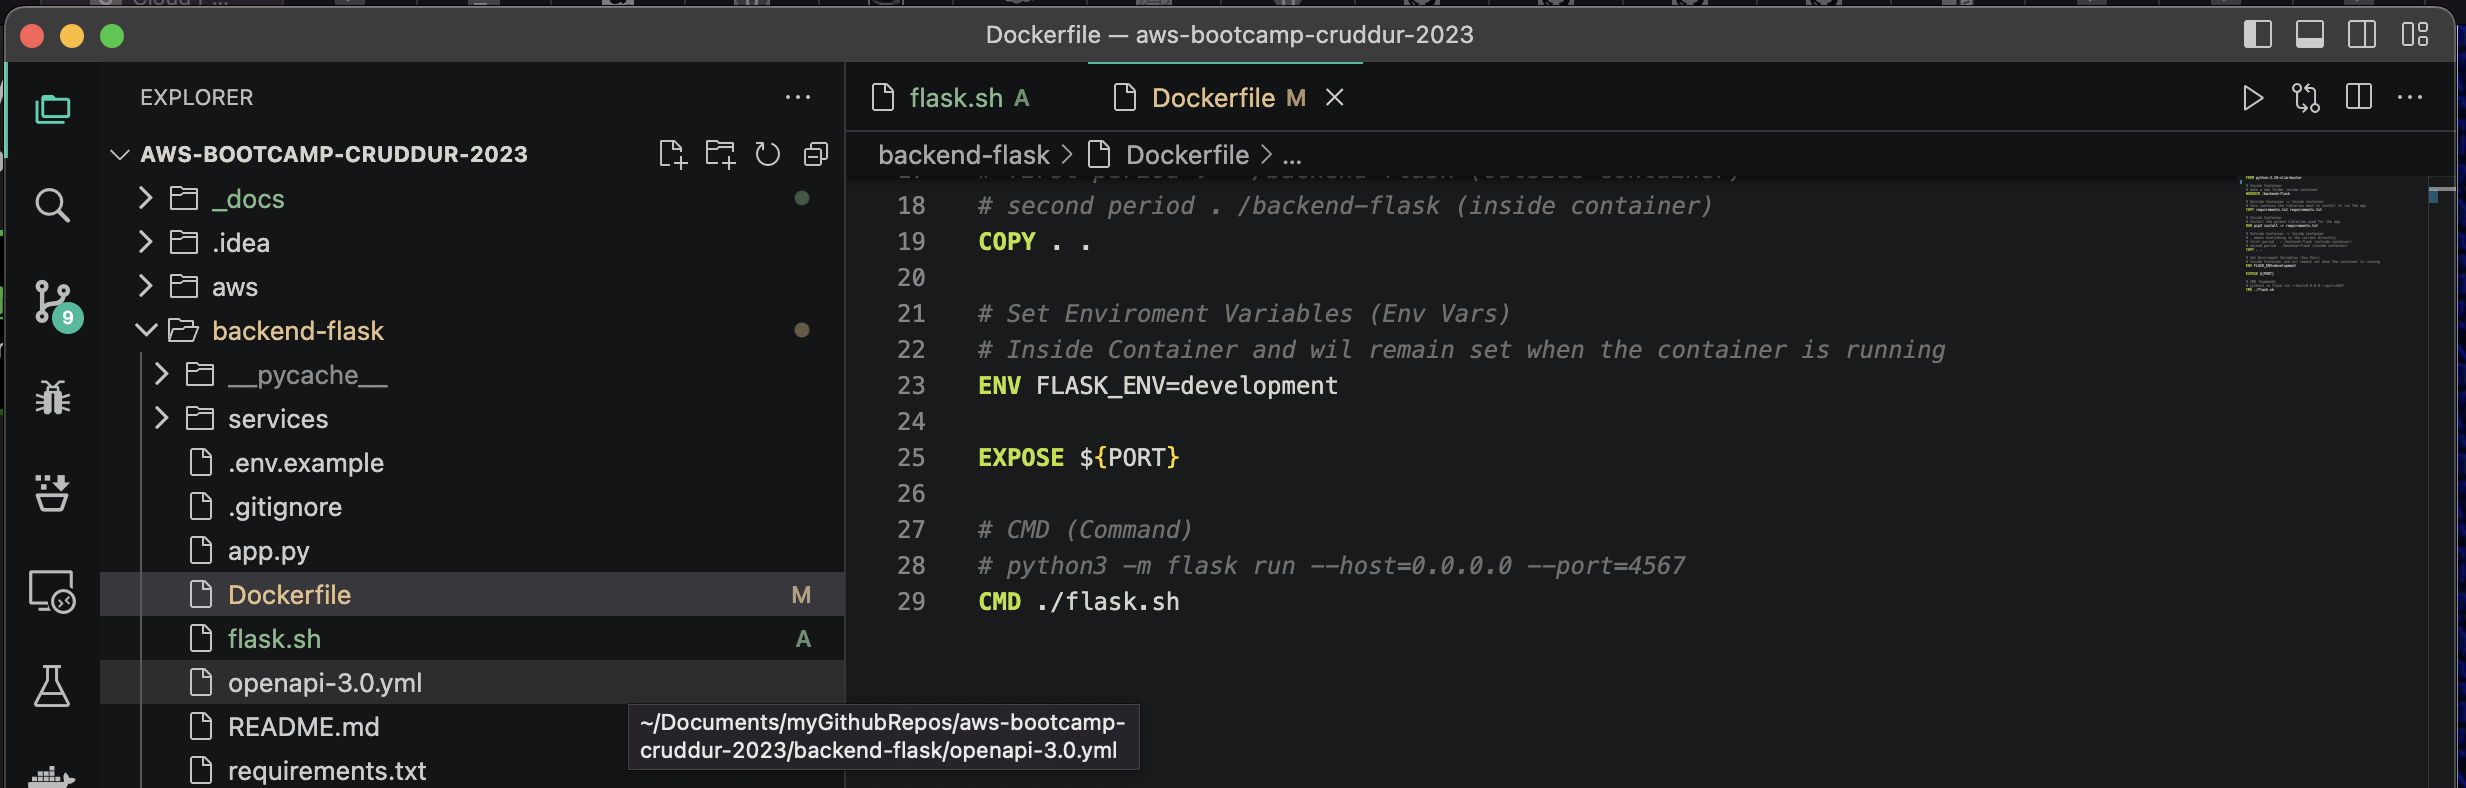 Dockerfile — aws-bootcamp-cruddur-2023
EXPLORER
flask.sh A
Dockerfile M
AWS-BOOTCAMP-CRUDDUR-2023
backend-flask > Dockerfile > ...
_docs
.idea
aws
9
backend-flask
__pycache__
services
.env.example
.gitignore
app.py
Dockerfile M
flask.sh A
openapi-3.0.yml
README.md
requirements.txt
~/Documents/myGithubRepos/aws-bootcamp-
cruddur-2023/backend-flask/openapi-3.0.yml
18 # second period . /backend-flask (inside container)
19 COPY . .
20
21 # Set Enviroment Variables (Env Vars)
22 # Inside Container and wil remain set when the container is running
23 ENV FLASK_ENV=development
24
25 EXPOSE ${PORT}
26
27 # CMD (Command)
28 # python3 -m flask run --host=0.0.0.0 --port=4567
29 CMD ./flask.sh